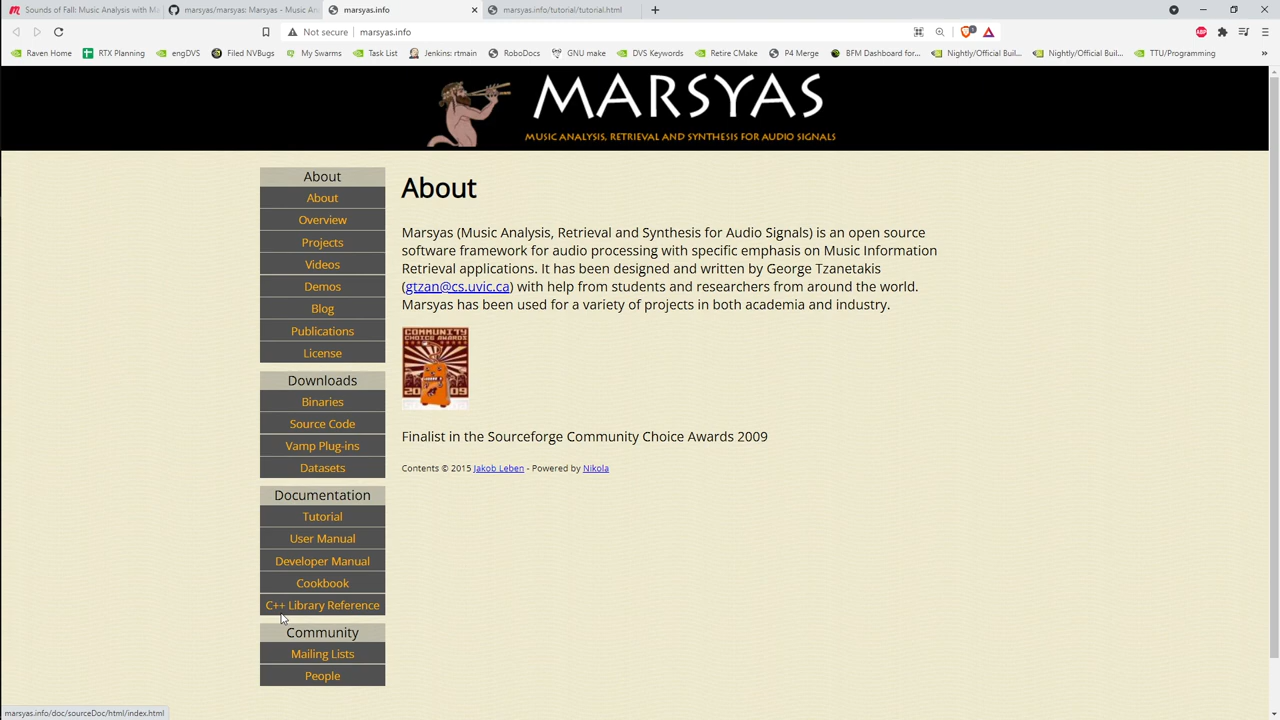 Sounds of Fall: Music Analysis with M
marsyas/marsyas: Marsyas - Music An
marsyas.info
marsyas.info/tutorial/tutorial.html
Not secure
marsyas.info
Raven Home
RTX Planning
engDVS
Filed NVBugs
My Swarms
Task List
Jenkins: rtmain
RoboDocs
GNU make
DVS Keywords
Retire CMake
P4 Merge
BFM Dashboard for...
Nightly/Official Buil...
Nightly/Official Buil...
TTU/Programming
MARSYAS
MUSIC ANALYSIS, RETRIEVAL AND SYNTHESIS FOR AUDIO SIGNALS
About
About
Overview
Projects
Videos
Demos
Blog
Publications
License
Downloads
Binaries
Source Code
Vamp Plug-ins
Datasets
Documentation
Tutorial
User Manual
Developer Manual
Cookbook
C++ Library Reference
Community
Mailing Lists
People
About
Marsyas (Music Analysis, Retrieval and Synthesis for Audio Signals) is an open source
software framework for audio processing with specific emphasis on Music Information
Retrieval applications. It has been designed and written by George Tzanetakis
(gtzan@cs.uvic.ca) with help from students and researchers from around the world.
Marsyas has been used for a variety of projects in both academia and industry.
COMMUNITY
CHOICE AWARDS
2009
Finalist in the Sourceforge Community Choice Awards 2009
Contents © 2015 Jakob Leben - Powered by Nikola
marsyas.info/doc/sourceDoc/html/index.html